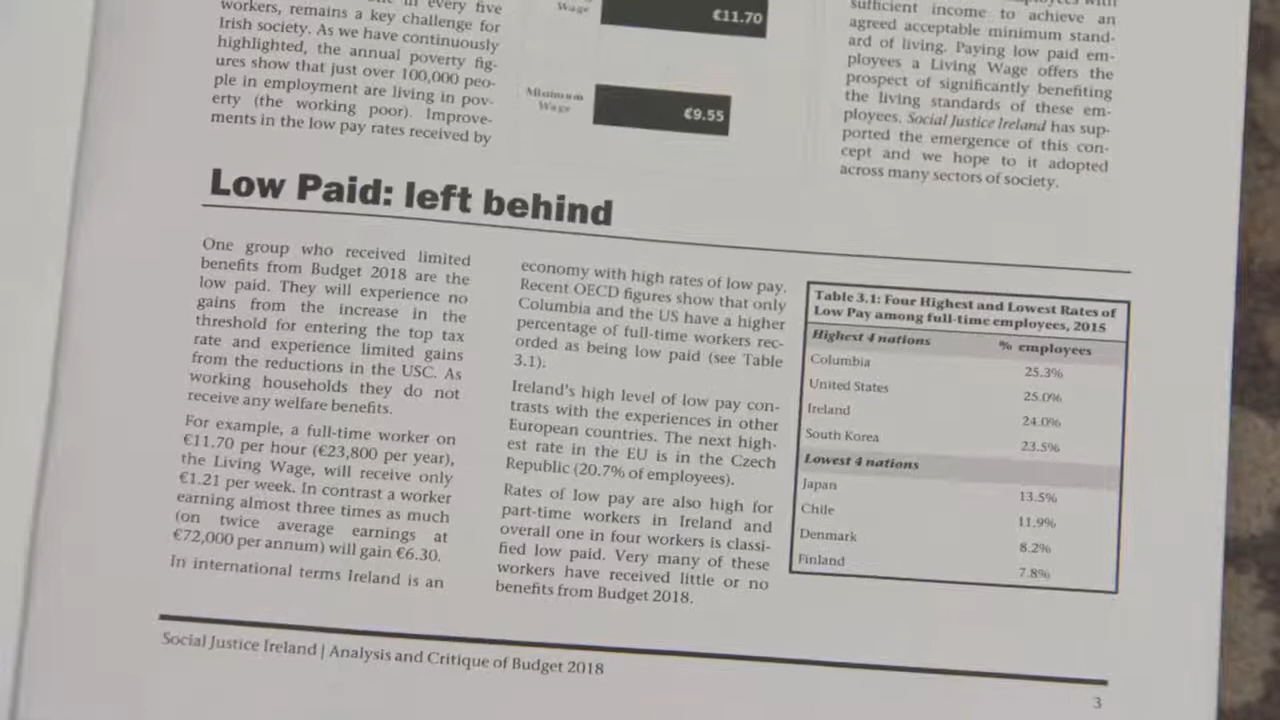 in every five
workers, remains a key challenge for
Irish society. As we have continuously
highlighted, the annual poverty fig-
ures show that just over 100,000 peo-
ple in employment are living in pov-
erty (the working poor). Improve-
ments in the low pay rates received by
Wage
€11.70
Minimum
Wage
€9.55
sufficient income to achieve an
agreed acceptable minimum stand-
ard of living. Paying low paid em-
ployees a Living Wage offers the
prospect of significantly benefiting
the living standards of these em-
ployees. Social Justice Ireland has sup-
ported the emergence of this con-
cept and we hope to it adopted
across many sectors of society.
Low Paid: left behind
One group who received limited
benefits from Budget 2018 are the
low paid. They will experience no
gains from the increase in the
threshold for entering the top tax
rate and experience limited gains
from the reductions in the USC. As
working households they do not
receive any welfare benefits.
For example, a full-time worker on
€11.70 per hour (€23,800 per year),
the Living Wage, will receive only
€1.21 per week. In contrast a worker
earning almost three times as much
(on twice average earnings at
€72,000 per annum) will gain €6.30.
In international terms Ireland is an
economy with high rates of low pay.
Recent OECD figures show that only
Columbia and the US have a higher
percentage of full-time workers rec-
orded as being low paid (see Table
3.1).
Ireland's high level of low pay con-
trasts with the experiences in other
European countries. The next high-
est rate in the EU is in the Czech
Republic (20.7% of employees).
Rates of low pay are also high for
part-time workers in Ireland and
overall one in four workers is classi-
fied low paid. Very many of these
workers have received little or no
benefits from Budget 2018.
Table 3.1: Four Highest and Lowest Rates of
Low Pay among full-time employees, 2015
Highest 4 nations % employees
Columbia 25.3%
United States 25.0%
Ireland 24.0%
South Korea 23.5%
Lowest 4 nations
Japan 13.5%
Chile 11.9%
Denmark 8.2%
Finland 7.8%
Social Justice Ireland | Analysis and Critique of Budget 2018
3